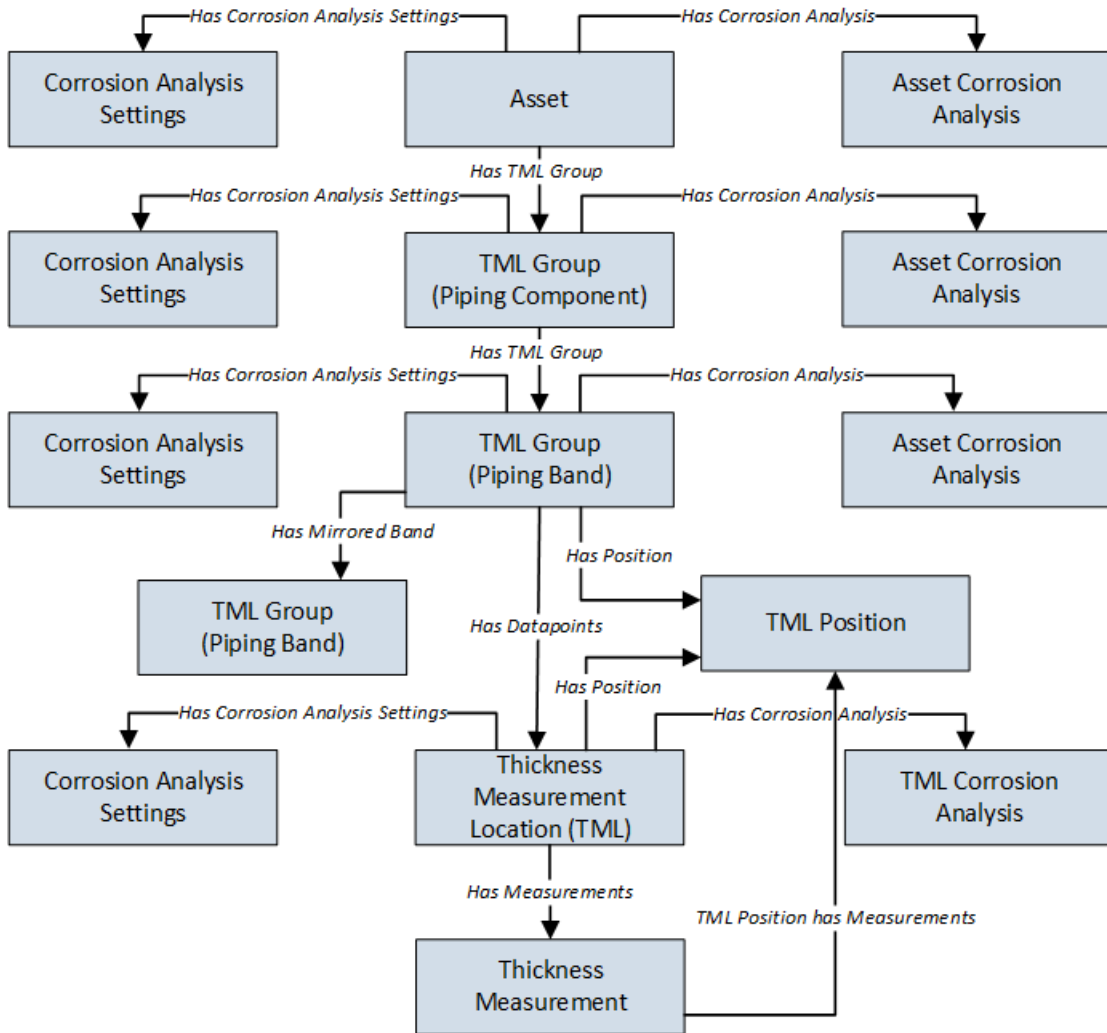 Has Corrosion Analysis Settings
Has Corrosion Analysis
Corrosion Analysis
Settings
Asset
Asset Corrosion
Analysis
Has TML Group
Has Corrosion Analysis Settings
Has Corrosion Analysis
Corrosion Analysis
Settings
TML Group
(Piping Component)
Asset Corrosion
Analysis
Has TML Group
Has Corrosion Analysis Settings
Has Corrosion Analysis
Corrosion Analysis
Settings
TML Group
(Piping Band)
Asset Corrosion
Analysis
Has Mirrored Band
Has Position
TML Group
(Piping Band)
Has Datapoints
TML Position
Has Position
Has Corrosion Analysis Settings
Has Corrosion Analysis
Corrosion Analysis
Settings
Thickness
Measurement
Location (TML)
TML Corrosion
Analysis
Has Measurements
TML Position has Measurements
Thickness
Measurement